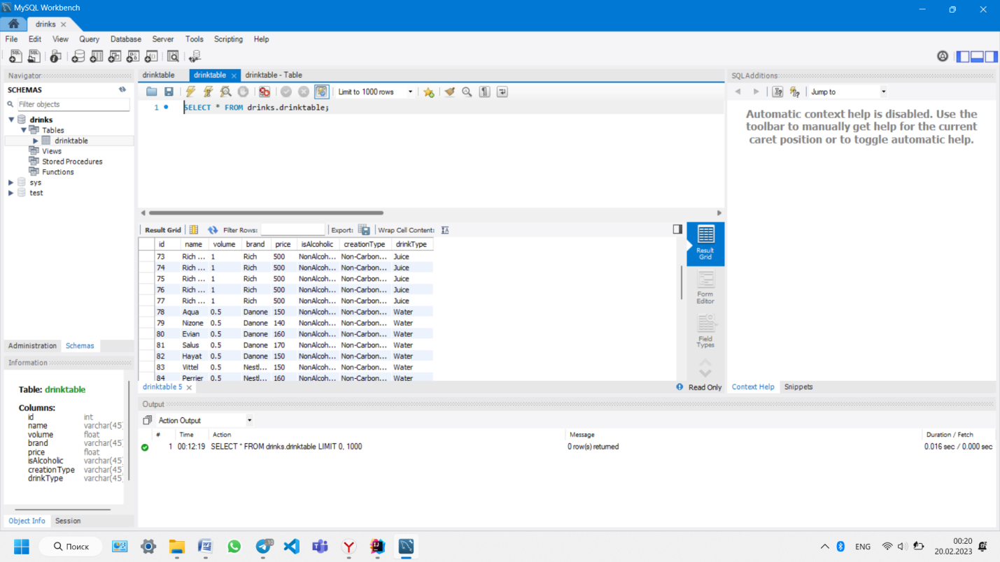 MySQL Workbench
drinks
File Edit View Query Database Server Tools Scripting Help
Navigator
SCHEMAS
Filter objects
drinks
Tables
drinktable
Views
Stored Procedures
Functions
sys
test
Administration Schemas
Information
Table: drinktable
Columns:
id int
name varchar(45)
volume float
brand varchar(45)
price float
isAlcoholic varchar(45)
creationType varchar(45)
drinkType varchar(45)
Object Info Session
drinktable drinktable drinktable - Table
Limit to 1000 rows
1 SELECT * FROM drinks.drinktable;
Result Grid Filter Rows: Export: Wrap Cell Content:
id name volume brand price isAlcoholic creationType drinkType
73 Rich ... 1 Rich 500 NonAlcoh... Non-Carbon... Juice
74 Rich ... 1 Rich 500 NonAlcoh... Non-Carbon... Juice
75 Rich ... 1 Rich 500 NonAlcoh... Non-Carbon... Juice
76 Rich ... 1 Rich 500 NonAlcoh... Non-Carbon... Juice
77 Rich ... 1 Rich 500 NonAlcoh... Non-Carbon... Juice
78 Aqua 0.5 Danone 150 NonAlcoh... Non-Carbon... Water
79 Nizone 0.5 Danone 140 NonAlcoh... Non-Carbon... Water
80 Evian 0.5 Danone 160 NonAlcoh... Non-Carbon... Water
81 Salus 0.5 Danone 170 NonAlcoh... Non-Carbon... Water
82 Hayat 0.5 Danone 150 NonAlcoh... Non-Carbon... Water
83 Vittel 0.5 Nestl... 150 NonAlcoh... Non-Carbon... Water
84 Perrier 0.5 Nestl... 160 NonAlcoh... Non-Carbon... Water
Result
Grid
Form
Editor
Field
Types
drinktable 5
Read Only
SQLAdditions
Jump to
Automatic context help is disabled. Use the
toolbar to manually get help for the current
caret position or to toggle automatic help.
Context Help Snippets
Output
Action Output
# Time Action Message Duration / Fetch
1 00:12:19 SELECT * FROM drinks.drinktable LIMIT 0, 1000 0 row(s) returned 0.016 sec / 0.000 sec
Поиск
10
ENG
00:20
20.02.2023